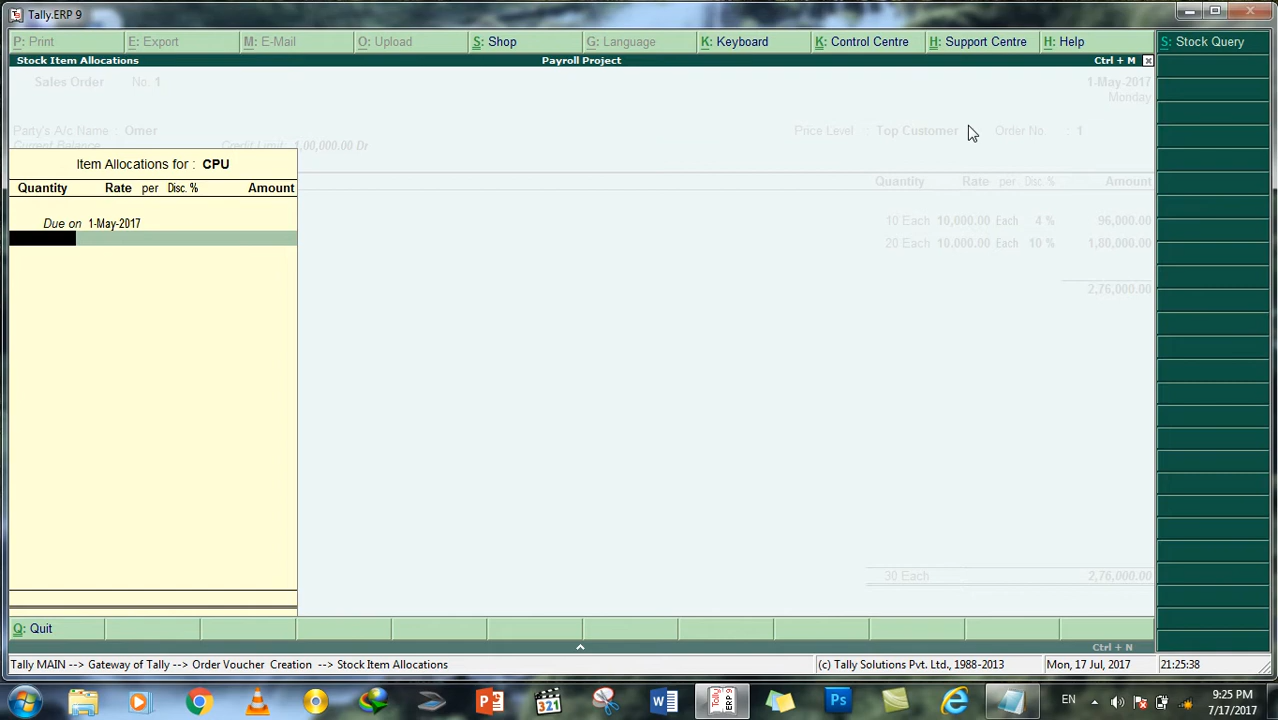 Tally.ERP 9
P: Print E: Export M: E-Mail O: Upload S: Shop G: Language K: Keyboard K: Control Centre H: Support Centre H: Help S: Stock Query
Stock Item Allocations Payroll Project Ctrl + M
Sales Order No. 1 1-May-2017
Monday
Party's A/c Name : Omer Price Level : Top Customer Order No. : 1
Current Balance Credit Limit: 1,00,000.00 Dr
Item Allocations for : CPU
Quantity Rate per Disc. % Amount
Quantity Rate per Disc. % Amount
Due on 1-May-2017
10 Each 10,000.00 Each 4 % 96,000.00
20 Each 10,000.00 Each 10 % 1,80,000.00
2,76,000.00
30 Each 2,76,000.00
Q: Quit
Ctrl + N
Tally MAIN --> Gateway of Tally --> Order Voucher Creation --> Stock Item Allocations (c) Tally Solutions Pvt. Ltd., 1988-2013 Mon, 17 Jul, 2017 21:25:38
321 Tally ERP 9 Ps EN 9:25 PM
7/17/2017